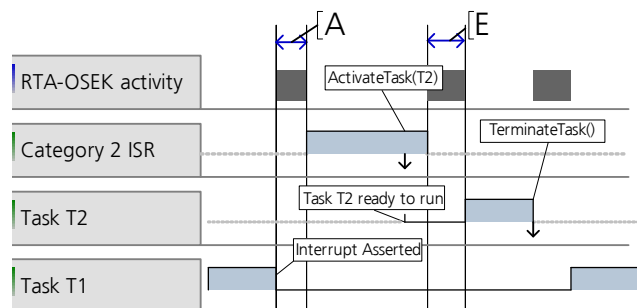 [A
[E
RTA-OSEK activity
ActivateTask(T2)
Category 2 ISR
TerminateTask()
Task T2 ready to run
Task T2
Interrupt Asserted
Task T1